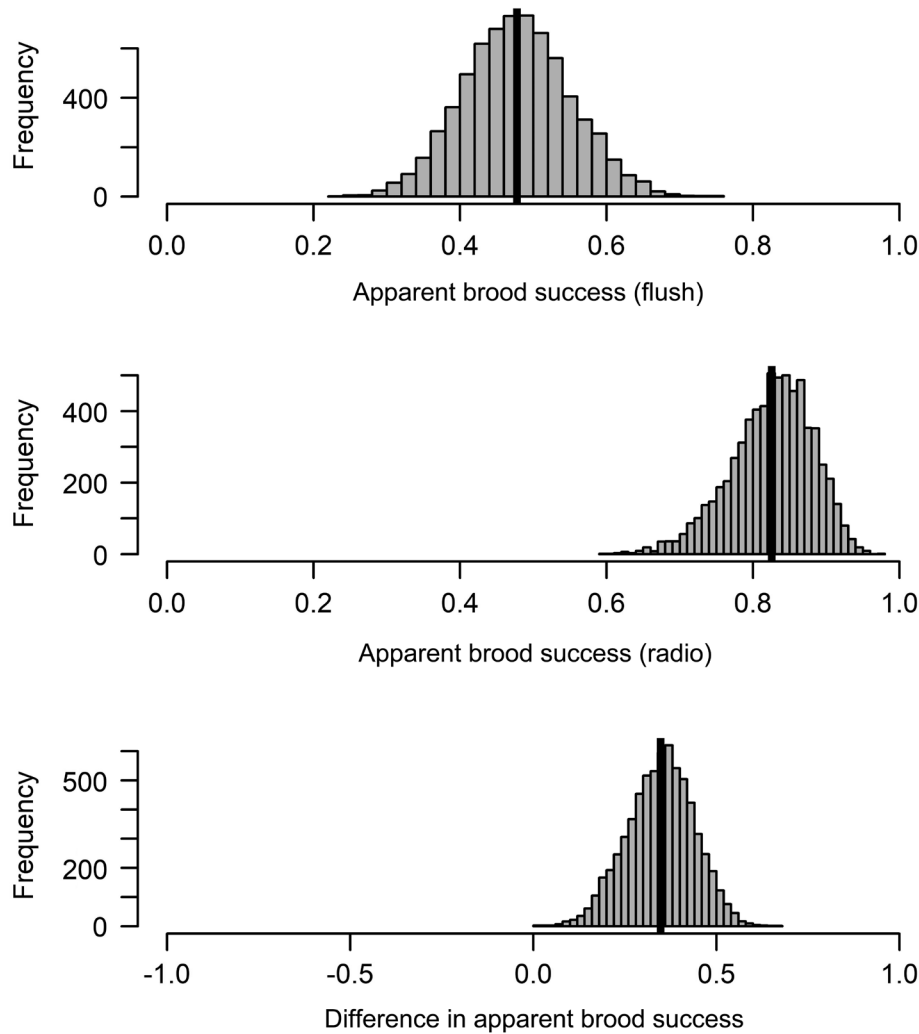 Frequency
400
0
0.0 0.2 0.4 0.6 0.8 1.0
Apparent brood success (flush)
Frequency
400
200
0
0.0 0.2 0.4 0.6 0.8 1.0
Apparent brood success (radio)
Frequency
500
200
0
-1.0 -0.5 0.0 0.5 1.0
Difference in apparent brood success